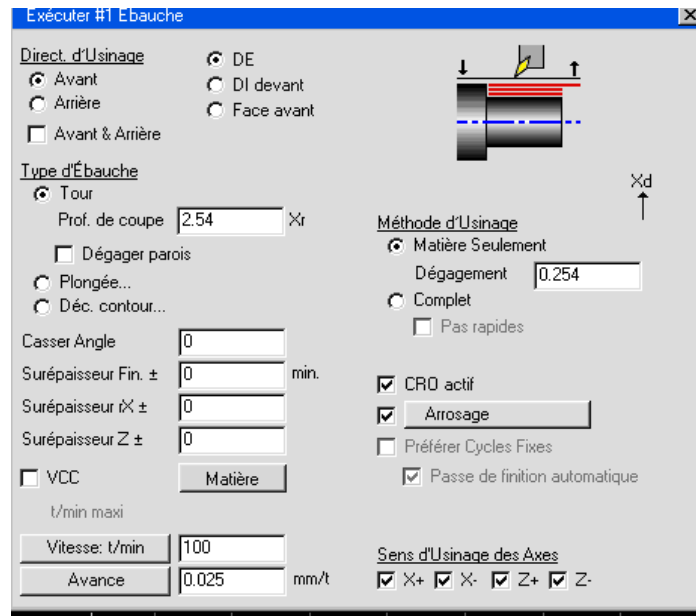 Exécuter #1 Ebauche
Direct. d'Usinage
Avant
Arrière
Avant & Arrière
DE
DI devant
Face avant
Type d'Ébauche
Tour
Prof. de coupe 2.54 Xr
Dégager parois
Plongée...
Déc. contour...
Casser Angle 0
Surépaisseur Fin. ± 0 min.
Surépaisseur rX ± 0
Surépaisseur Z ± 0
VCC Matière
t/min maxi
Vitesse: t/min 100
Avance 0.025 mm/t
Xd
Méthode d'Usinage
Matière Seulement
Dégagement 0.254
Complet
Pas rapides
CRO actif
Arrosage
Préférer Cycles Fixes
Passe de finition automatique
Sens d'Usinage des Axes
X+ X- Z+ Z-